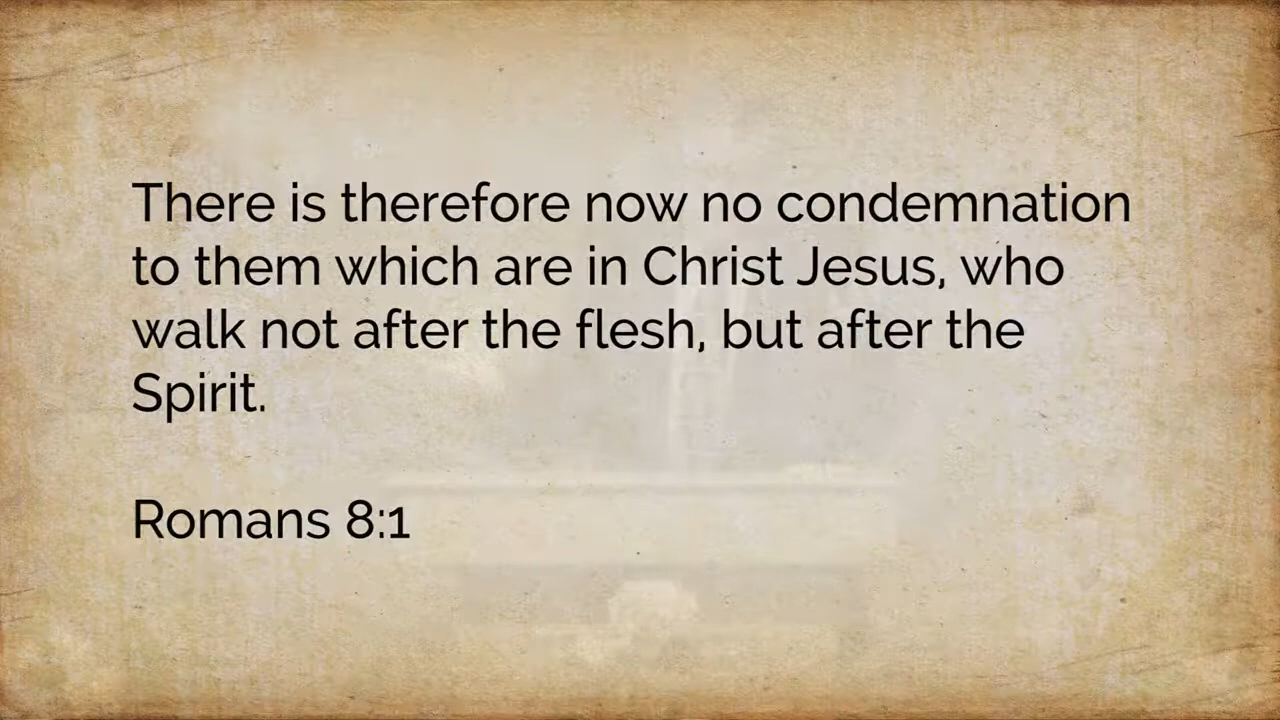 There is therefore now no condemnation
to them which are in Christ Jesus, who
walk not after the flesh, but after the
Spirit.
Romans 8:1